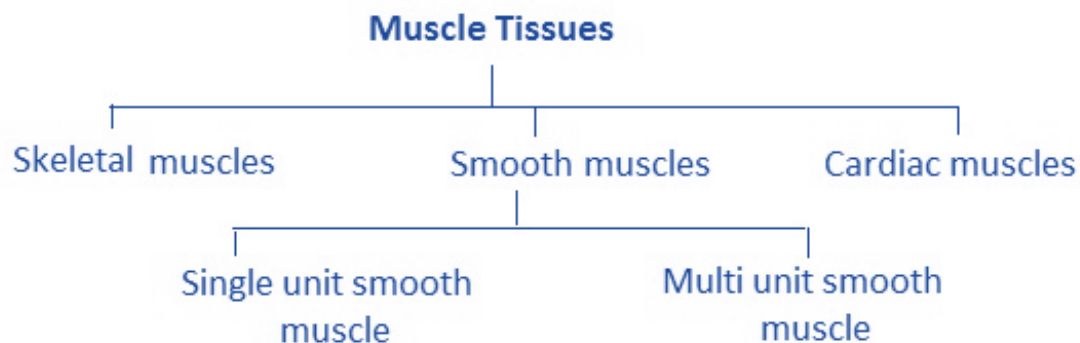 Muscle Tissues
Skeletal muscles
Smooth muscles
Cardiac muscles
Single unit smooth
muscle
Multi unit smooth
muscle